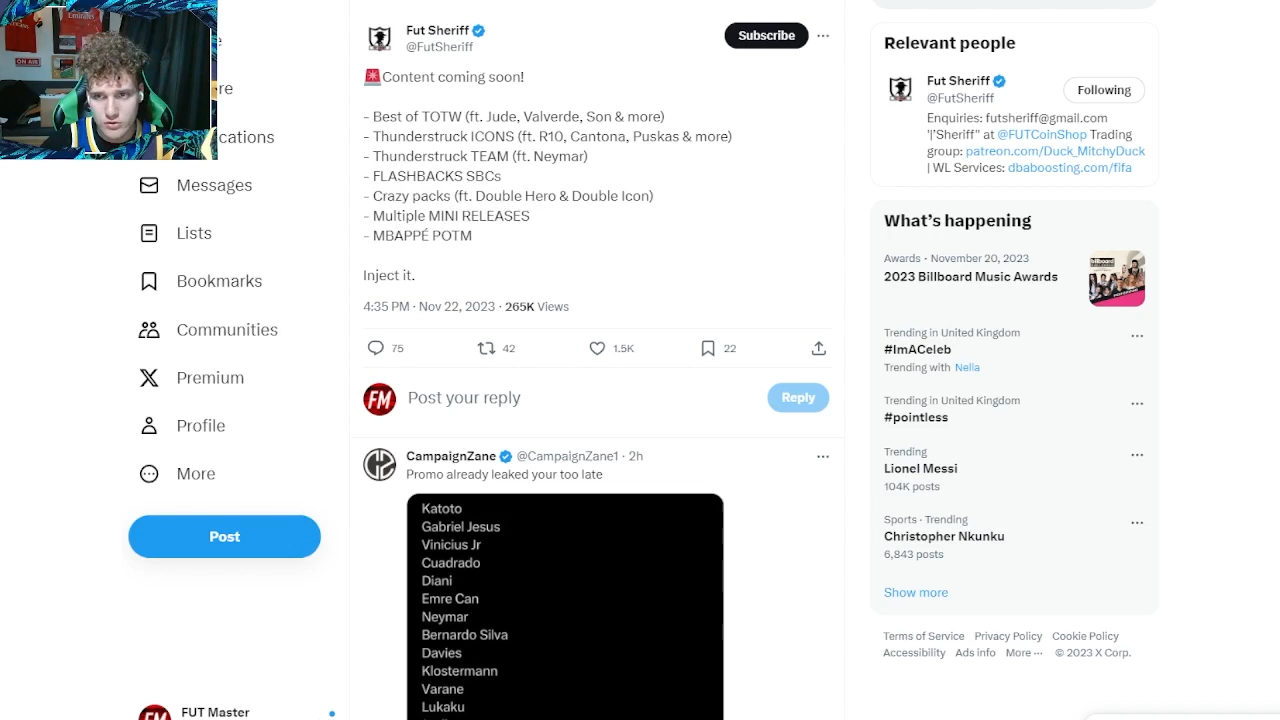 ON AIR
re
ications
Messages
Lists
Bookmarks
Communities
Premium
Profile
More
Post
FM
FUT Master
Fut Sheriff
@FutSheriff
Subscribe
🚨Content coming soon!
- Best of TOTW (ft. Jude, Valverde, Son & more)
- Thunderstruck ICONS (ft. R10, Cantona, Puskas & more)
- Thunderstruck TEAM (ft. Neymar)
- FLASHBACKS SBCs
- Crazy packs (ft. Double Hero & Double Icon)
- Multiple MINI RELEASES
- MBAPPÉ POTM
Inject it.
4:35 PM · Nov 22, 2023 · 265K Views
75
42
1.5K
22
FM
Post your reply
Reply
CampaignZane @CampaignZane1 · 2h
Promo already leaked your too late
Katoto
Gabriel Jesus
Vinicius Jr
Cuadrado
Diani
Emre Can
Neymar
Bernardo Silva
Davies
Klostermann
Varane
Lukaku
Relevant people
Fut Sheriff
@FutSheriff
Following
Enquiries: futsheriff@gmail.com
'|'Sheriff" at @FUTCoinShop Trading
group: patreon.com/Duck_MitchyDuck
| WL Services: dbaboosting.com/fifa
What's happening
Awards · November 20, 2023
2023 Billboard Music Awards
Trending in United Kingdom
#ImACeleb
Trending with Nella
Trending in United Kingdom
#pointless
Trending
Lionel Messi
104K posts
Sports · Trending
Christopher Nkunku
6,843 posts
Show more
Terms of Service Privacy Policy Cookie Policy
Accessibility Ads info More ··· © 2023 X Corp.